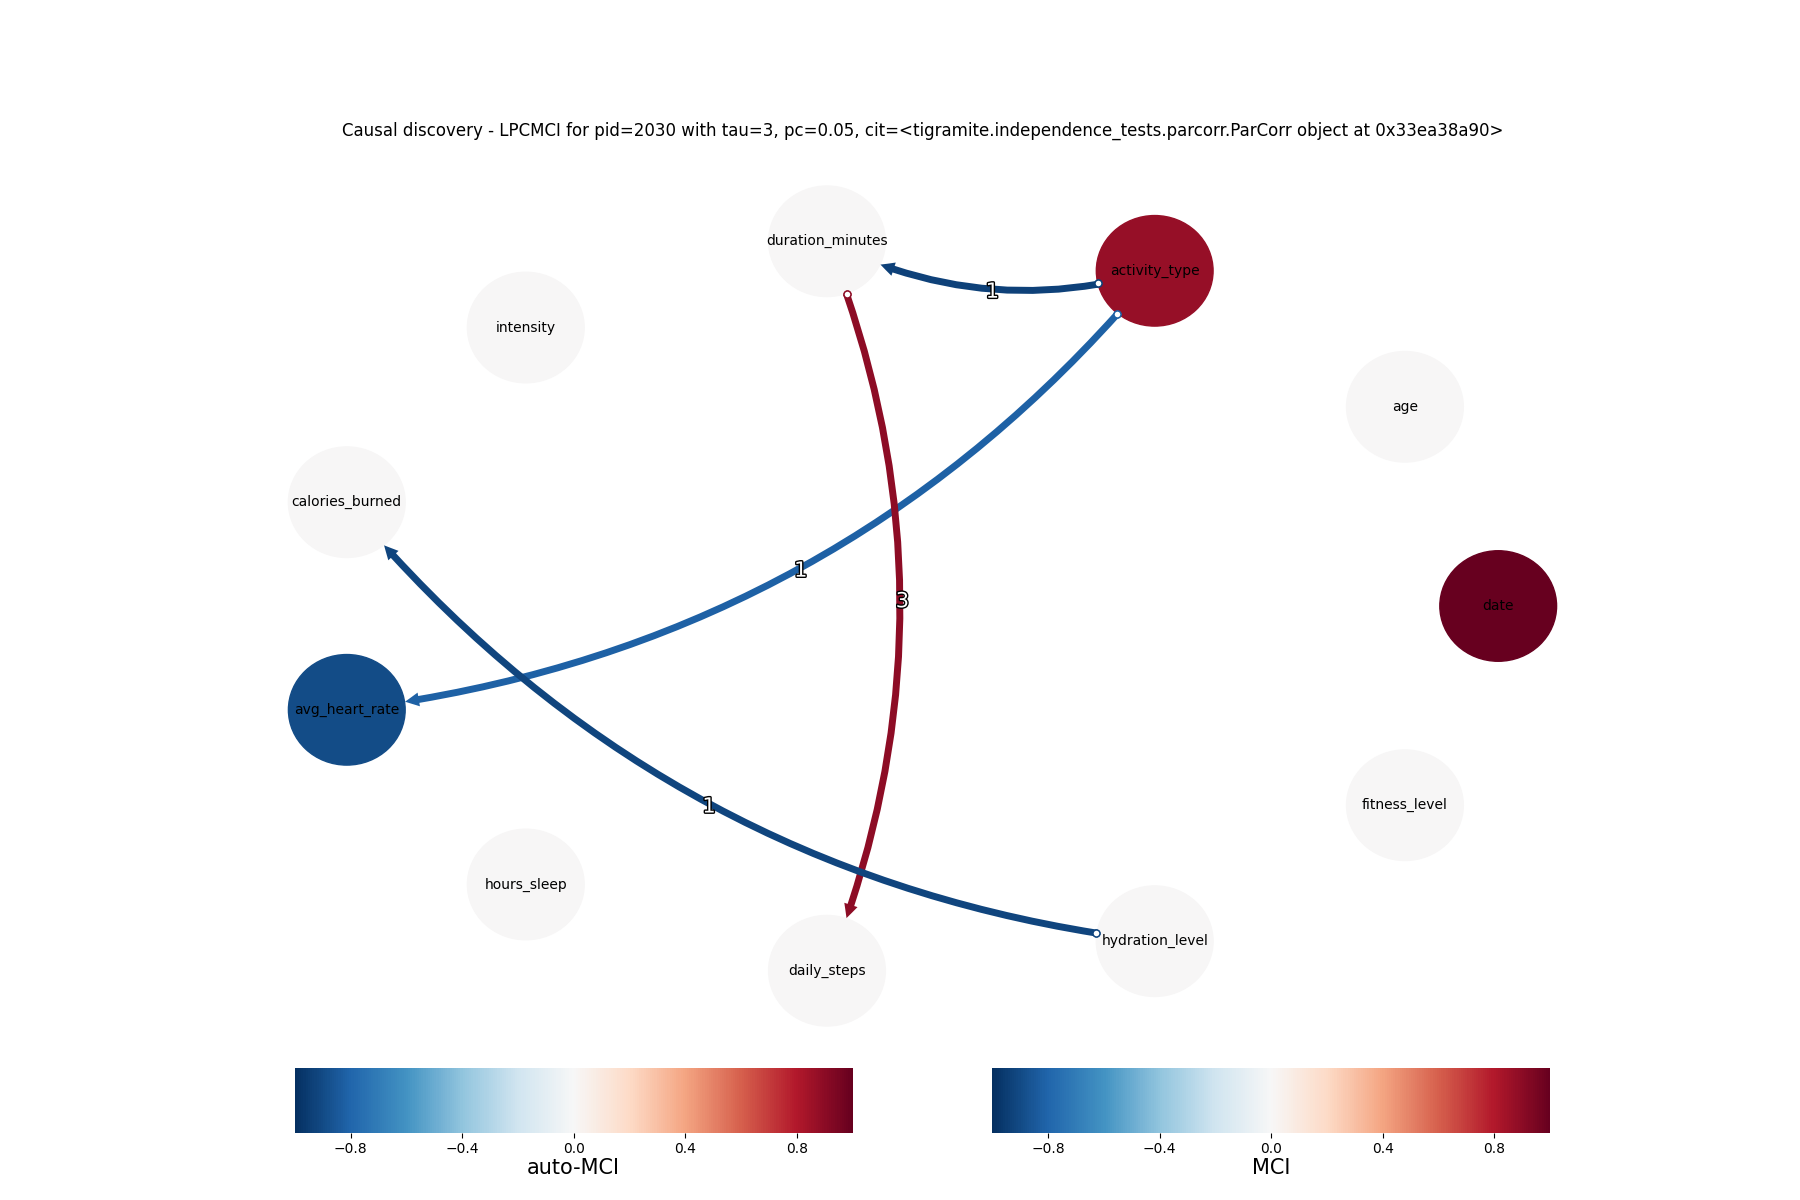 Causal discovery - LPCMCI for pid=2030 with tau=3, pc=0.05, cit=<tigramite.independence_tests.parcorr.ParCorr object at 0x33ea38a90>
duration_minutes
activity_type
1
intensity
age
calories_burned
1
3
date
avg_heart_rate
1
fitness_level
hours_sleep
hydration_level
daily_steps
−0.8 −0.4 0.0 0.4 0.8
auto-MCI
−0.8 −0.4 0.0 0.4 0.8
MCI